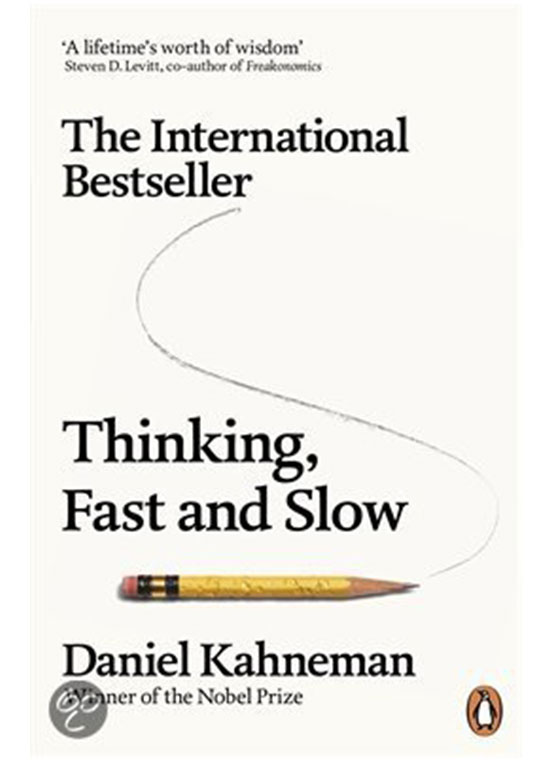 ‘A lifetime’s worth of wisdom’
Steven D. Levitt, co-author of Freakonomics
The International
Bestseller
Thinking,
Fast and Slow
Daniel Kahneman
Winner of the Nobel Prize